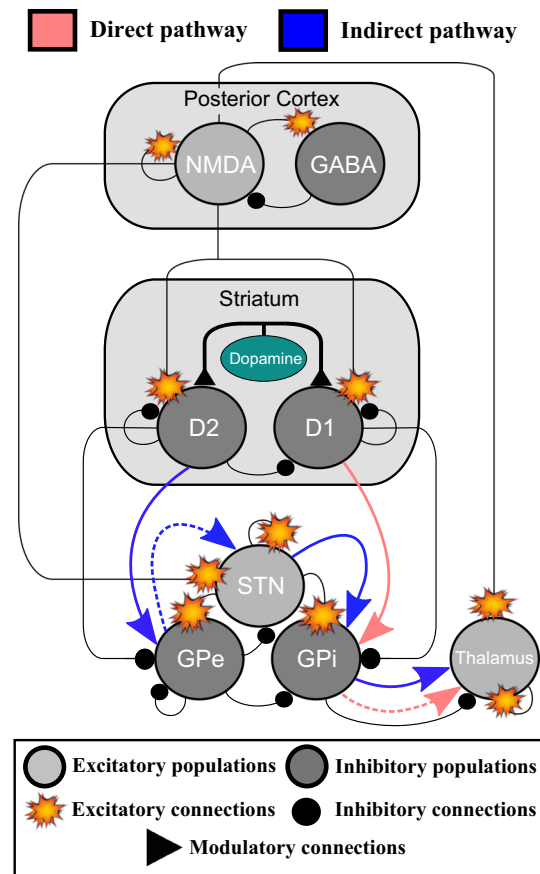 Direct pathway Indirect pathway
Posterior Cortex
NMDA GABA
Striatum
Dopamine
D2 D1
STN
GPe GPi Thalamus
Excitatory populations Inhibitory populations
Excitatory connections Inhibitory connections
Modulatory connections